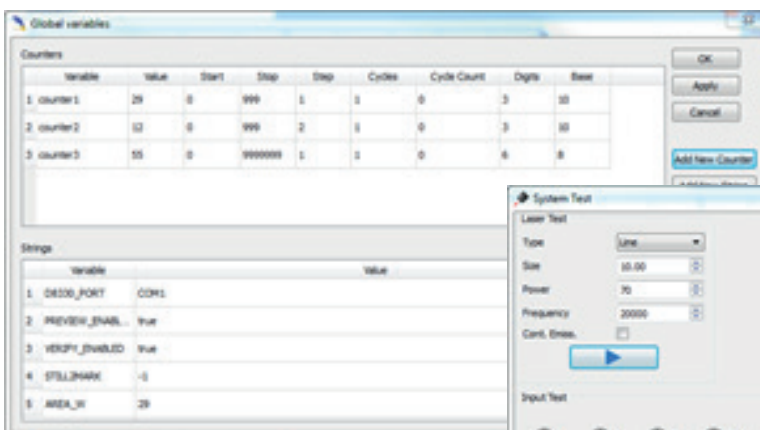 Global variables
Counters
Variable Value Start Stop Step Cycles Cycle Count Digits Base
1 counter1 29 0 999 1 1 0 3 10
2 counter2 12 0 999 2 1 0 3 10
3 counter3 55 0 9999999 1 1 0 6 8
OK
Apply
Cancel
Add New Counter
Strings
Variable Value
1 COM1
2 PREVIEW_ENABL... true
3 VERIFY_ENABLED true
4 -1
5 AREA_W 29
System Test
Laser Test
Type Line
Size 10.00
Power 70
Frequency 20000
Cont. Emiss.
Input Test